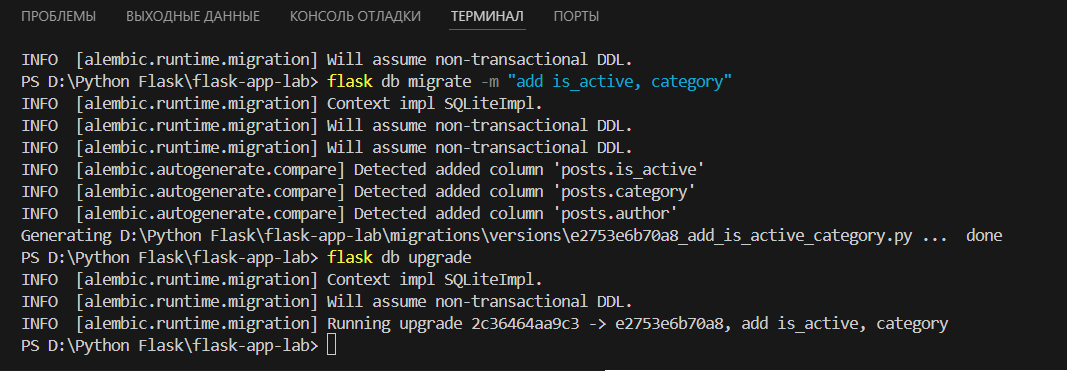 ПРОБЛЕМЫ ВЫХОДНЫЕ ДАННЫЕ КОНСОЛЬ ОТЛАДКИ ТЕРМИНАЛ ПОРТЫ
INFO  [alembic.runtime.migration] Will assume non-transactional DDL.
PS D:\Python Flask\flask-app-lab> flask db migrate -m "add is_active, category"
INFO  [alembic.runtime.migration] Context impl SQLiteImpl.
INFO  [alembic.runtime.migration] Will assume non-transactional DDL.
INFO  [alembic.runtime.migration] Will assume non-transactional DDL.
INFO  [alembic.autogenerate.compare] Detected added column 'posts.is_active'
INFO  [alembic.autogenerate.compare] Detected added column 'posts.category'
INFO  [alembic.autogenerate.compare] Detected added column 'posts.author'
Generating D:\Python Flask\flask-app-lab\migrations\versions\e2753e6b70a8_add_is_active_category.py ...  done
PS D:\Python Flask\flask-app-lab> flask db upgrade
INFO  [alembic.runtime.migration] Context impl SQLiteImpl.
INFO  [alembic.runtime.migration] Will assume non-transactional DDL.
INFO  [alembic.runtime.migration] Running upgrade 2c36464aa9c3 -> e2753e6b70a8, add is_active, category
PS D:\Python Flask\flask-app-lab>